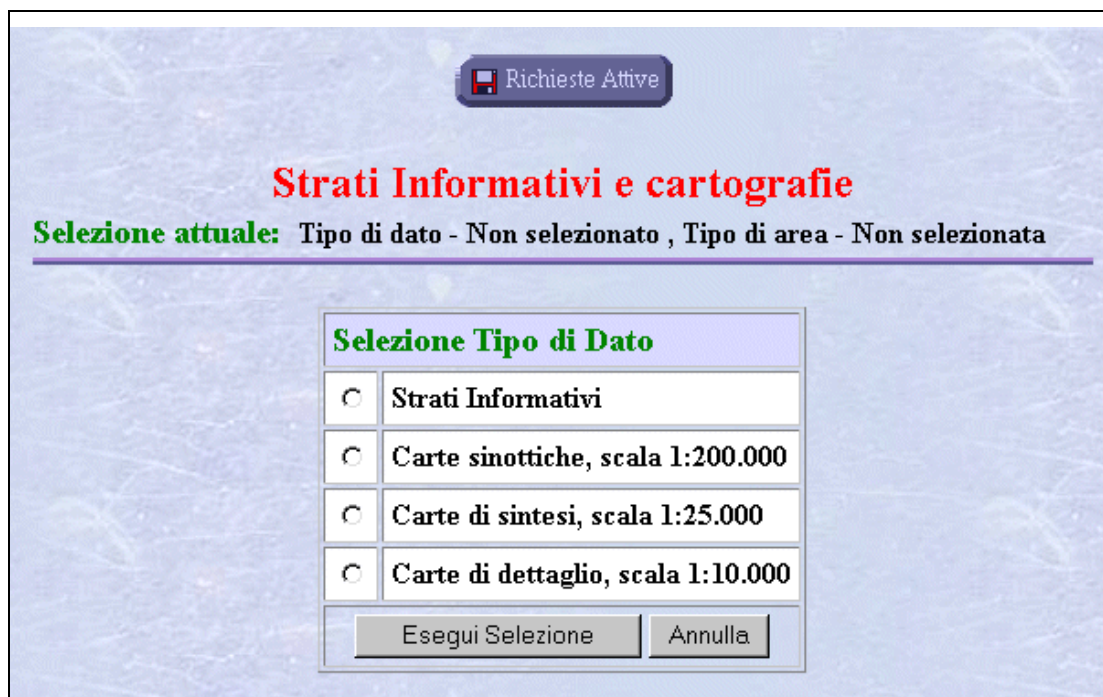 Richieste Attive
Strati Informativi e cartografie
Selezione attuale: Tipo di dato - Non selezionato , Tipo di area - Non selezionata
Selezione Tipo di Dato
Strati Informativi
Carte sinottiche, scala 1:200.000
Carte di sintesi, scala 1:25.000
Carte di dettaglio, scala 1:10.000
Esegui Selezione Annulla